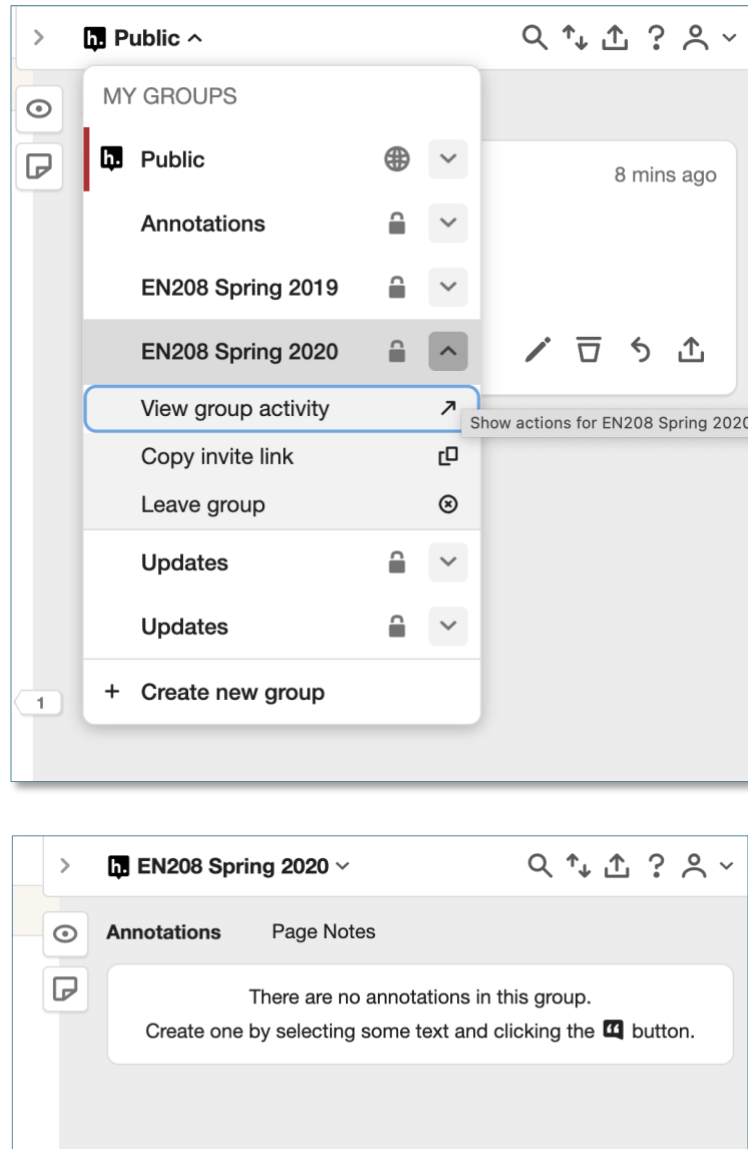 h. Public
MY GROUPS
h. Public
8 mins ago
Annotations
EN208 Spring 2019
EN208 Spring 2020
View group activity
Show actions for EN208 Spring 2020
Copy invite link
Leave group
Updates
Updates
1
+ Create new group
h. EN208 Spring 2020
Annotations Page Notes
There are no annotations in this group.
Create one by selecting some text and clicking the button.